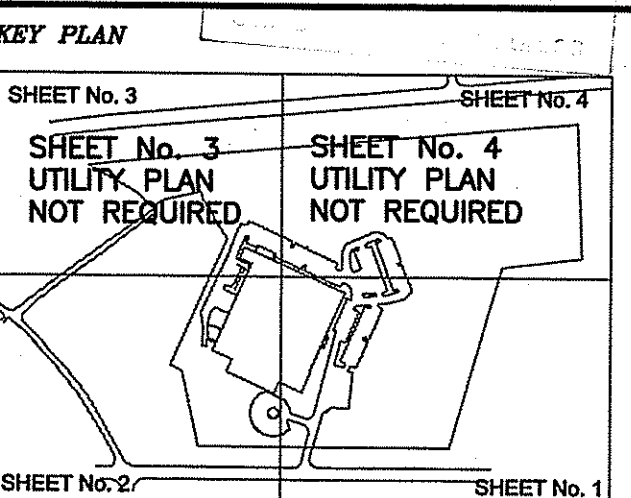 KEY PLAN
SHEET No. 3
SHEET No. 4
SHEET No. 3
UTILITY PLAN
NOT REQUIRED
SHEET No. 4
UTILITY PLAN
NOT REQUIRED
SHEET No. 2
SHEET No. 1